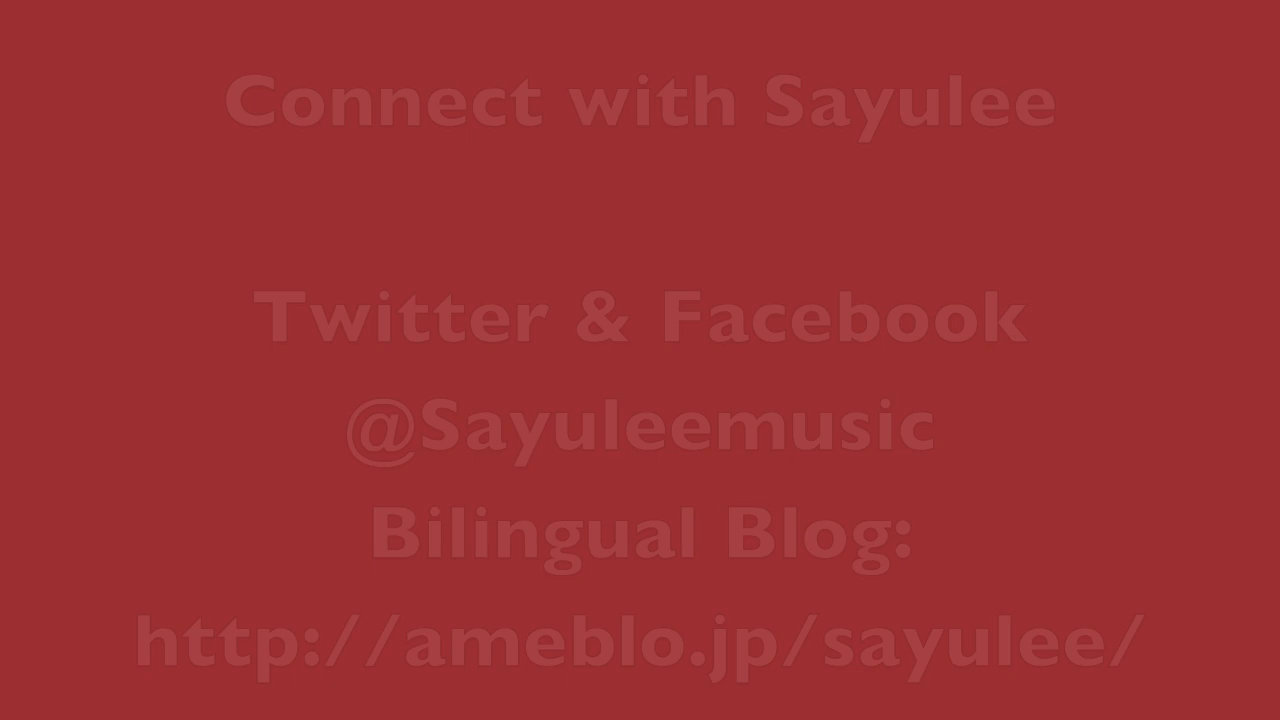 Connect with Sayulee
Twitter & Facebook
@Sayuleemusic
Bilingual Blog:
http://ameblo.jp/sayulee/